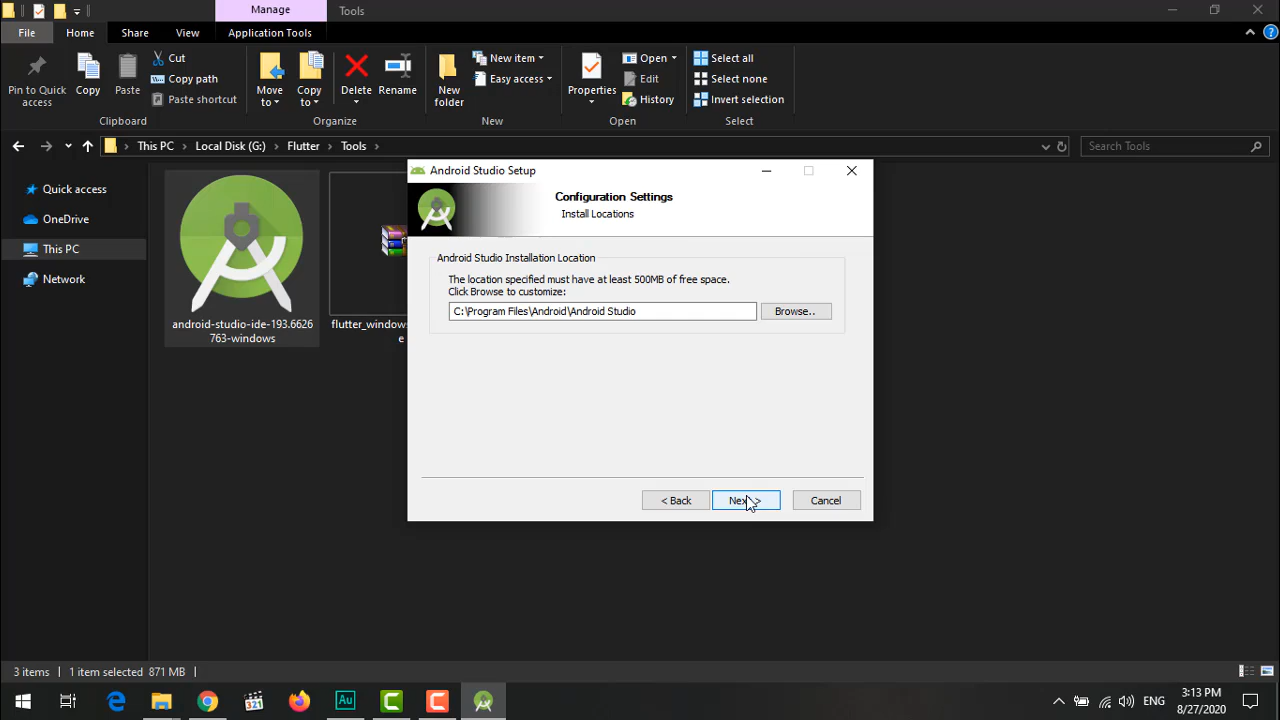 Manage
Tools
File
Home
Share
View
Application Tools
Pin to Quick
access
Copy
Paste
Cut
Copy path
Paste shortcut
Clipboard
Move
to
Copy
to
Delete
Rename
Organize
New
folder
New item
Easy access
New
Properties
Open
Edit
History
Open
Select all
Select none
Invert selection
Select
This PC
Local Disk (G:)
Flutter
Tools
Search Tools
Quick access
OneDrive
This PC
Network
android-studio-ide-193.6626
763-windows
flutter_windows
e
Android Studio Setup
Configuration Settings
Install Locations
Android Studio Installation Location
The location specified must have at least 500MB of free space.
Click Browse to customize:
C:\Program Files\Android\Android Studio
Browse..
< Back
Next >
Cancel
3 items
1 item selected 871 MB
321
Au
C
C
ENG
3:13 PM
8/27/2020